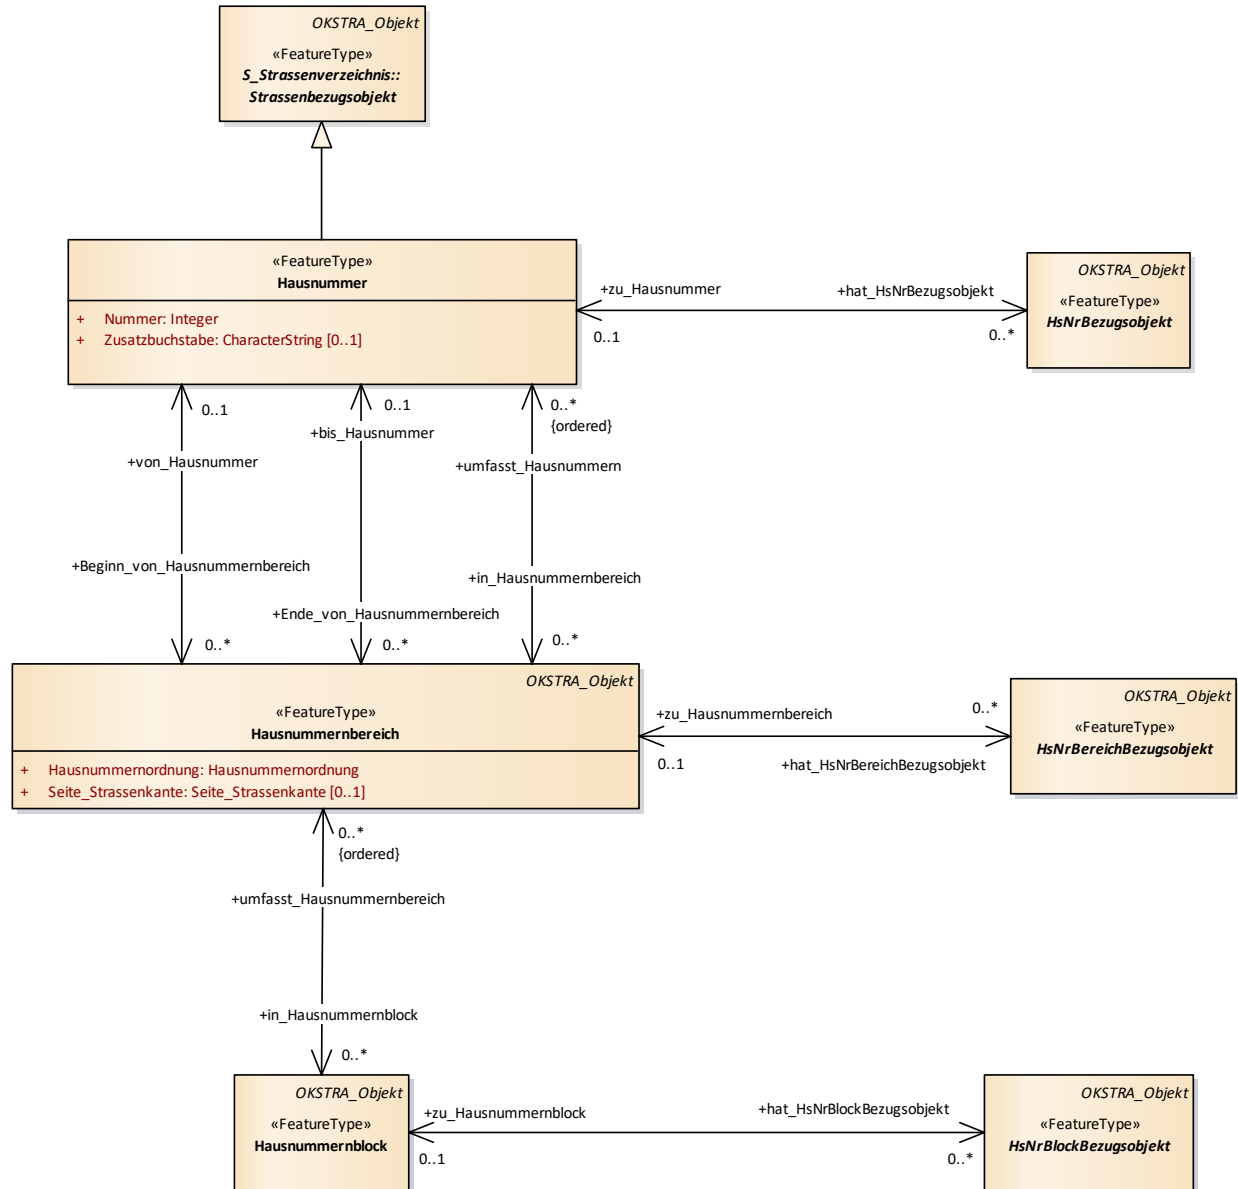 OKSTRA_Objekt
«FeatureType»
S_Strassenverzeichnis::
Strassenbezugsobjekt
«FeatureType»
Hausnummer
+ Nummer: Integer
+ Zusatzbuchstabe: CharacterString [0..1]
+zu_Hausnummer
+hat_HsNrBezugsobjekt
0..1
0..*
OKSTRA_Objekt
«FeatureType»
HsNrBezugsobjekt
0..1
0..1
0..*
{ordered}
+von_Hausnummer
+bis_Hausnummer
+umfasst_Hausnummern
+Beginn_von_Hausnummernbereich
+Ende_von_Hausnummernbereich
+in_Hausnummernbereich
0..*
0..*
0..*
OKSTRA_Objekt
«FeatureType»
Hausnummernbereich
+ Hausnummernordnung: Hausnummernordnung
+ Seite_Strassenkante: Seite_Strassenkante [0..1]
+zu_Hausnummernbereich
0..*
0..1
+hat_HsNrBereichBezugsobjekt
OKSTRA_Objekt
«FeatureType»
HsNrBereichBezugsobjekt
0..*
{ordered}
+umfasst_Hausnummernbereich
+in_Hausnummernblock
0..*
OKSTRA_Objekt
«FeatureType»
Hausnummernblock
+zu_Hausnummernblock
+hat_HsNrBlockBezugsobjekt
0..1
0..*
OKSTRA_Objekt
«FeatureType»
HsNrBlockBezugsobjekt